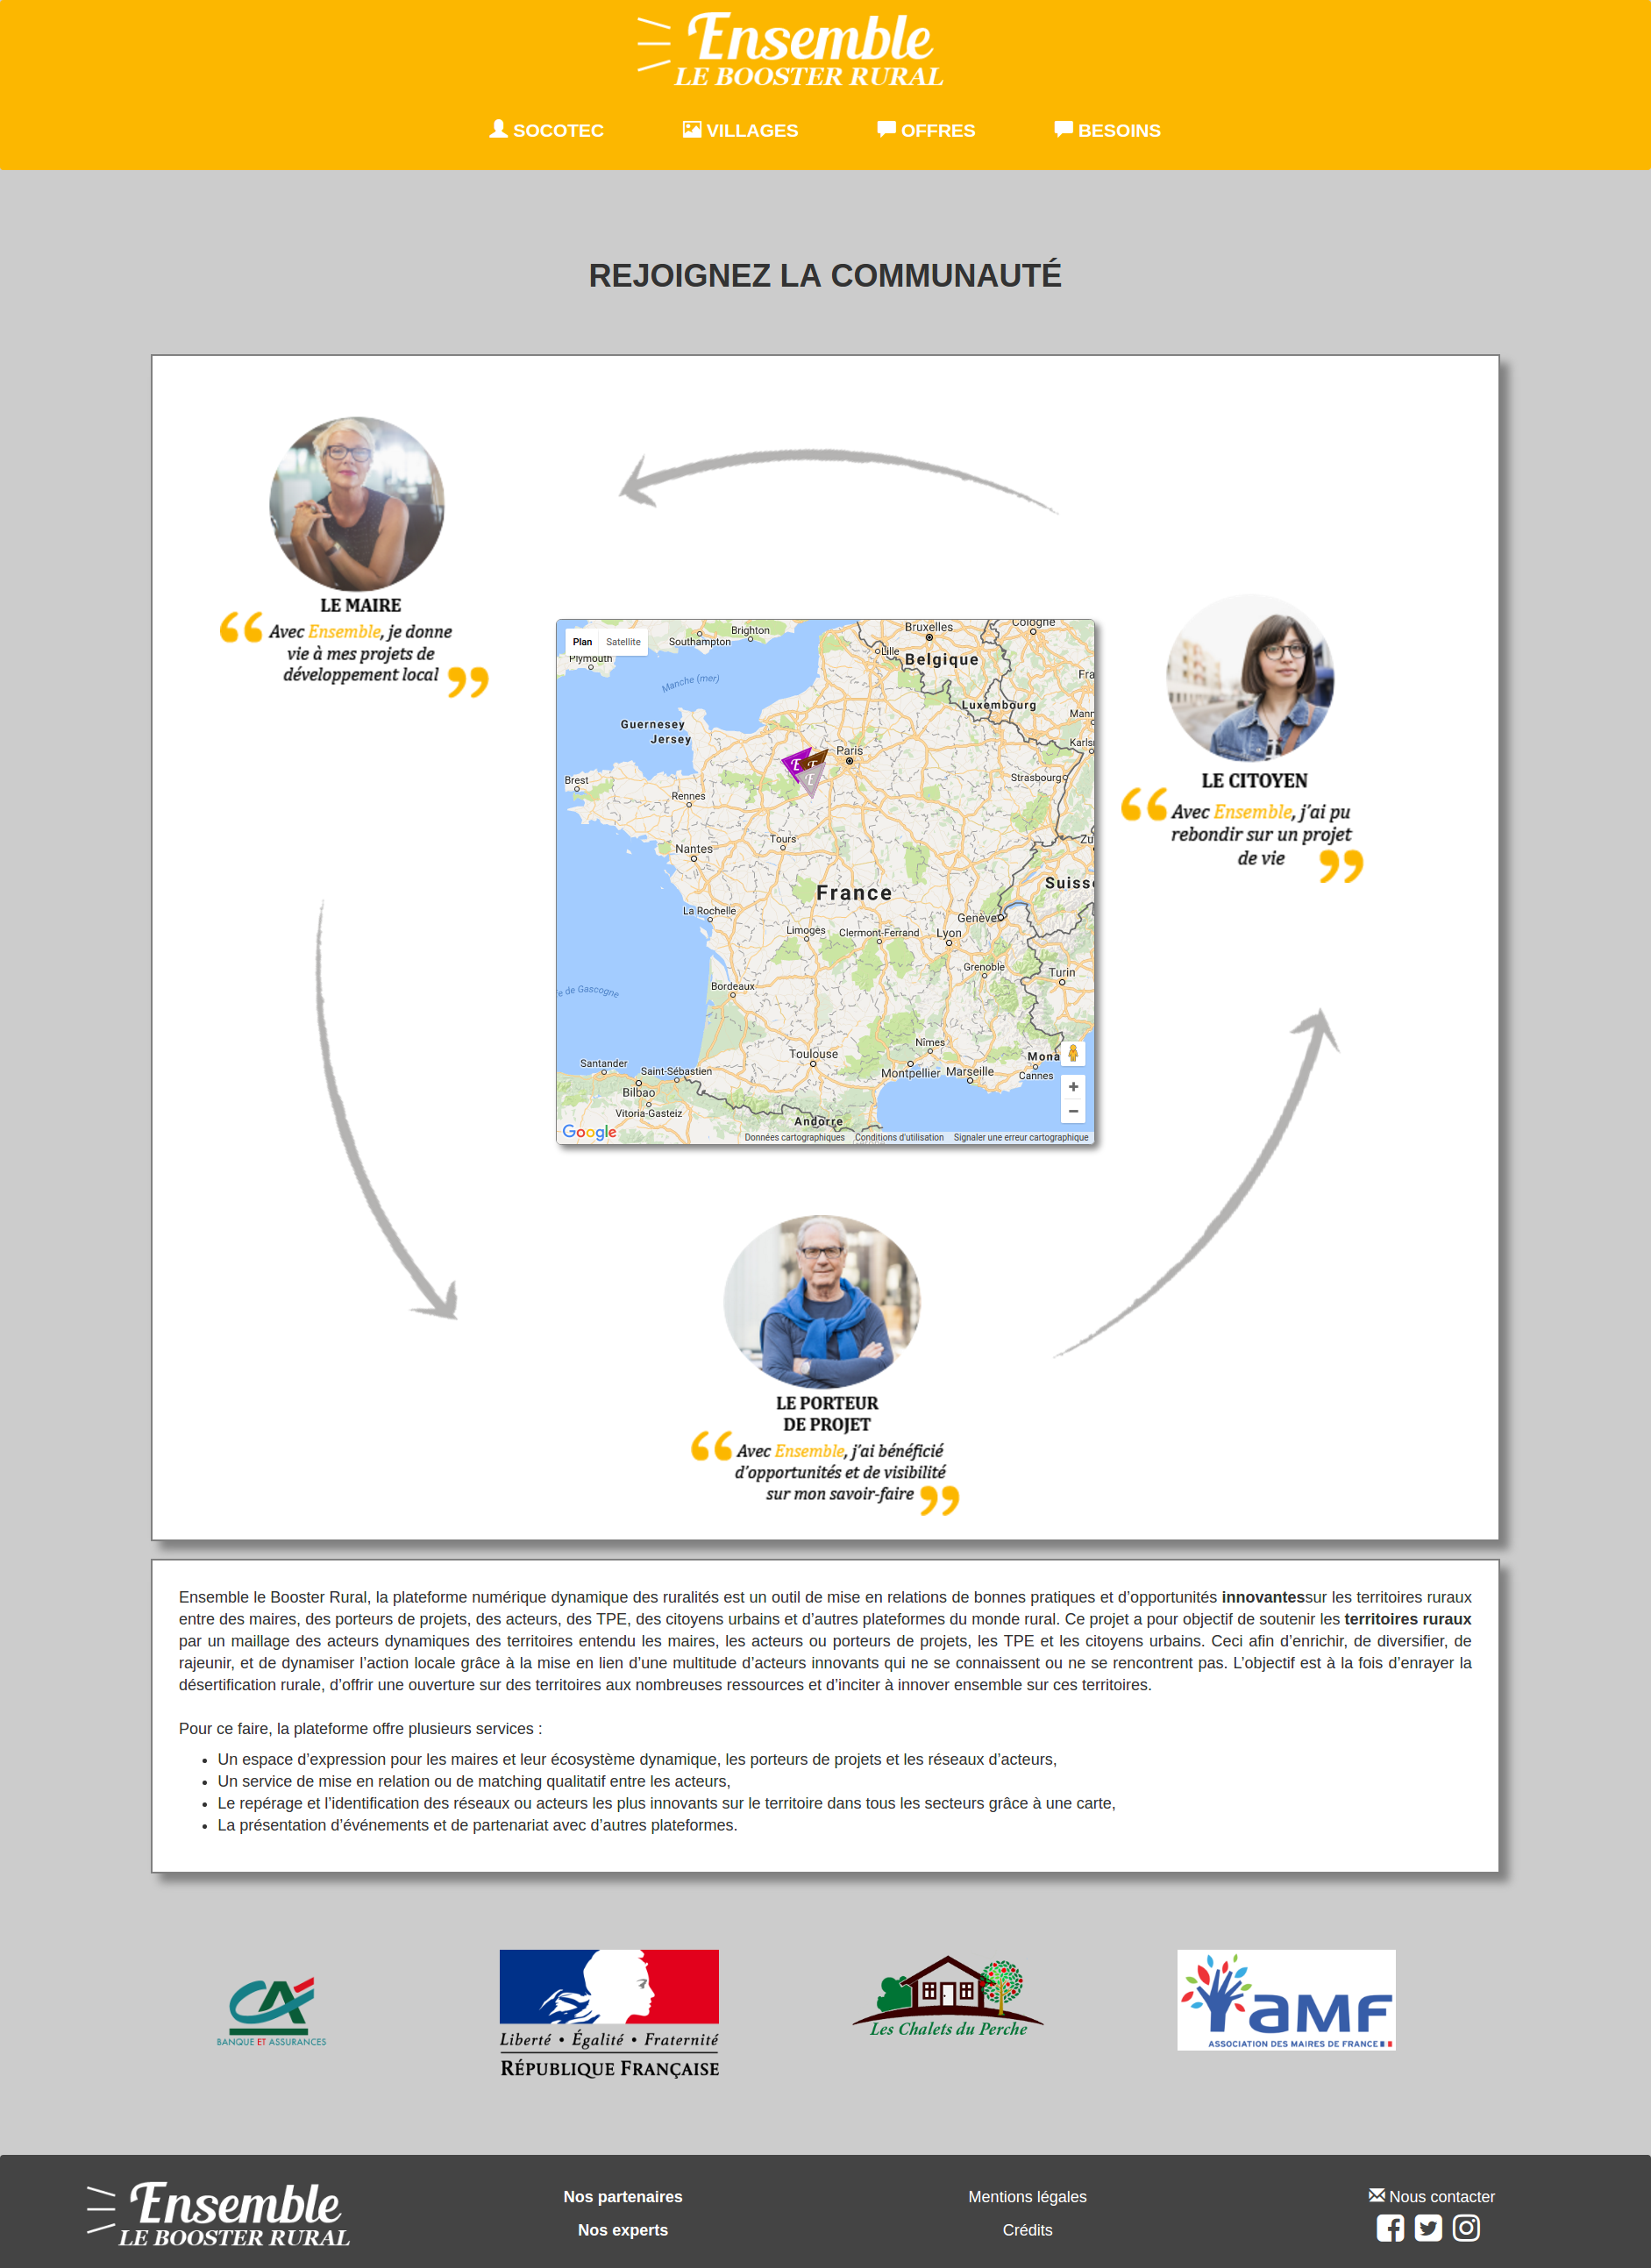 Ensemble
LE BOOSTER RURAL
SOCOTEC
VILLAGES
OFFRES
BESOINS
REJOIGNEZ LA COMMUNAUTÉ
LE MAIRE
“ Avec Ensemble, je donne
vie à mes projets de
développement local ”
Plan
Satellite
Plymouth
Southampton
Brighton
Bruxelles
Cologne
Lille
Belgique
Manche (mer)
Fra
Luxembourg
Mann
Guernesey
Jersey
Karls
Paris
E
E
E
Brest
Strasbourg
Rennes
Tours
Zu
Nantes
France
Suisse
La Rochelle
Genève
Limoges
Clermont-Ferrand
Lyon
Grenoble
Turin
Bordeaux
e de Gascogne
Nîmes
Toulouse
Mona
Santander
Saint-Sébastien
Montpellier
Marseille
Cannes
Bilbao
Vitoria-Gasteiz
Andorre
Google
Données cartographiques
Conditions d'utilisation
Signaler une erreur cartographique
LE CITOYEN
“ Avec Ensemble, j’ai pu
rebondir sur un projet
de vie ”
LE PORTEUR
DE PROJET
“ Avec Ensemble, j’ai bénéficié
d’opportunités et de visibilité
sur mon savoir-faire ”
Ensemble le Booster Rural, la plateforme numérique dynamique des ruralités est un outil de mise en relations de bonnes pratiques et d’opportunités innovantessur les territoires ruraux
entre des maires, des porteurs de projets, des acteurs, des TPE, des citoyens urbains et d’autres plateformes du monde rural. Ce projet a pour objectif de soutenir les territoires ruraux
par un maillage des acteurs dynamiques des territoires entendu les maires, les acteurs ou porteurs de projets, les TPE et les citoyens urbains. Ceci afin d’enrichir, de diversifier, de
rajeunir, et de dynamiser l’action locale grâce à la mise en lien d’une multitude d’acteurs innovants qui ne se connaissent ou ne se rencontrent pas. L’objectif est à la fois d’enrayer la
désertification rurale, d’offrir une ouverture sur des territoires aux nombreuses ressources et d’inciter à innover ensemble sur ces territoires.
Pour ce faire, la plateforme offre plusieurs services :
• Un espace d’expression pour les maires et leur écosystème dynamique, les porteurs de projets et les réseaux d’acteurs,
• Un service de mise en relation ou de matching qualitatif entre les acteurs,
• Le repérage et l’identification des réseaux ou acteurs les plus innovants sur le territoire dans tous les secteurs grâce à une carte,
• La présentation d’événements et de partenariat avec d’autres plateformes.
CA
BANQUE ET ASSURANCES
Liberté • Égalité • Fraternité
RÉPUBLIQUE FRANÇAISE
Les Chalets du Perche
aMF
ASSOCIATION DES MAIRES DE FRANCE
Ensemble
LE BOOSTER RURAL
Nos partenaires
Nos experts
Mentions légales
Crédits
Nous contacter